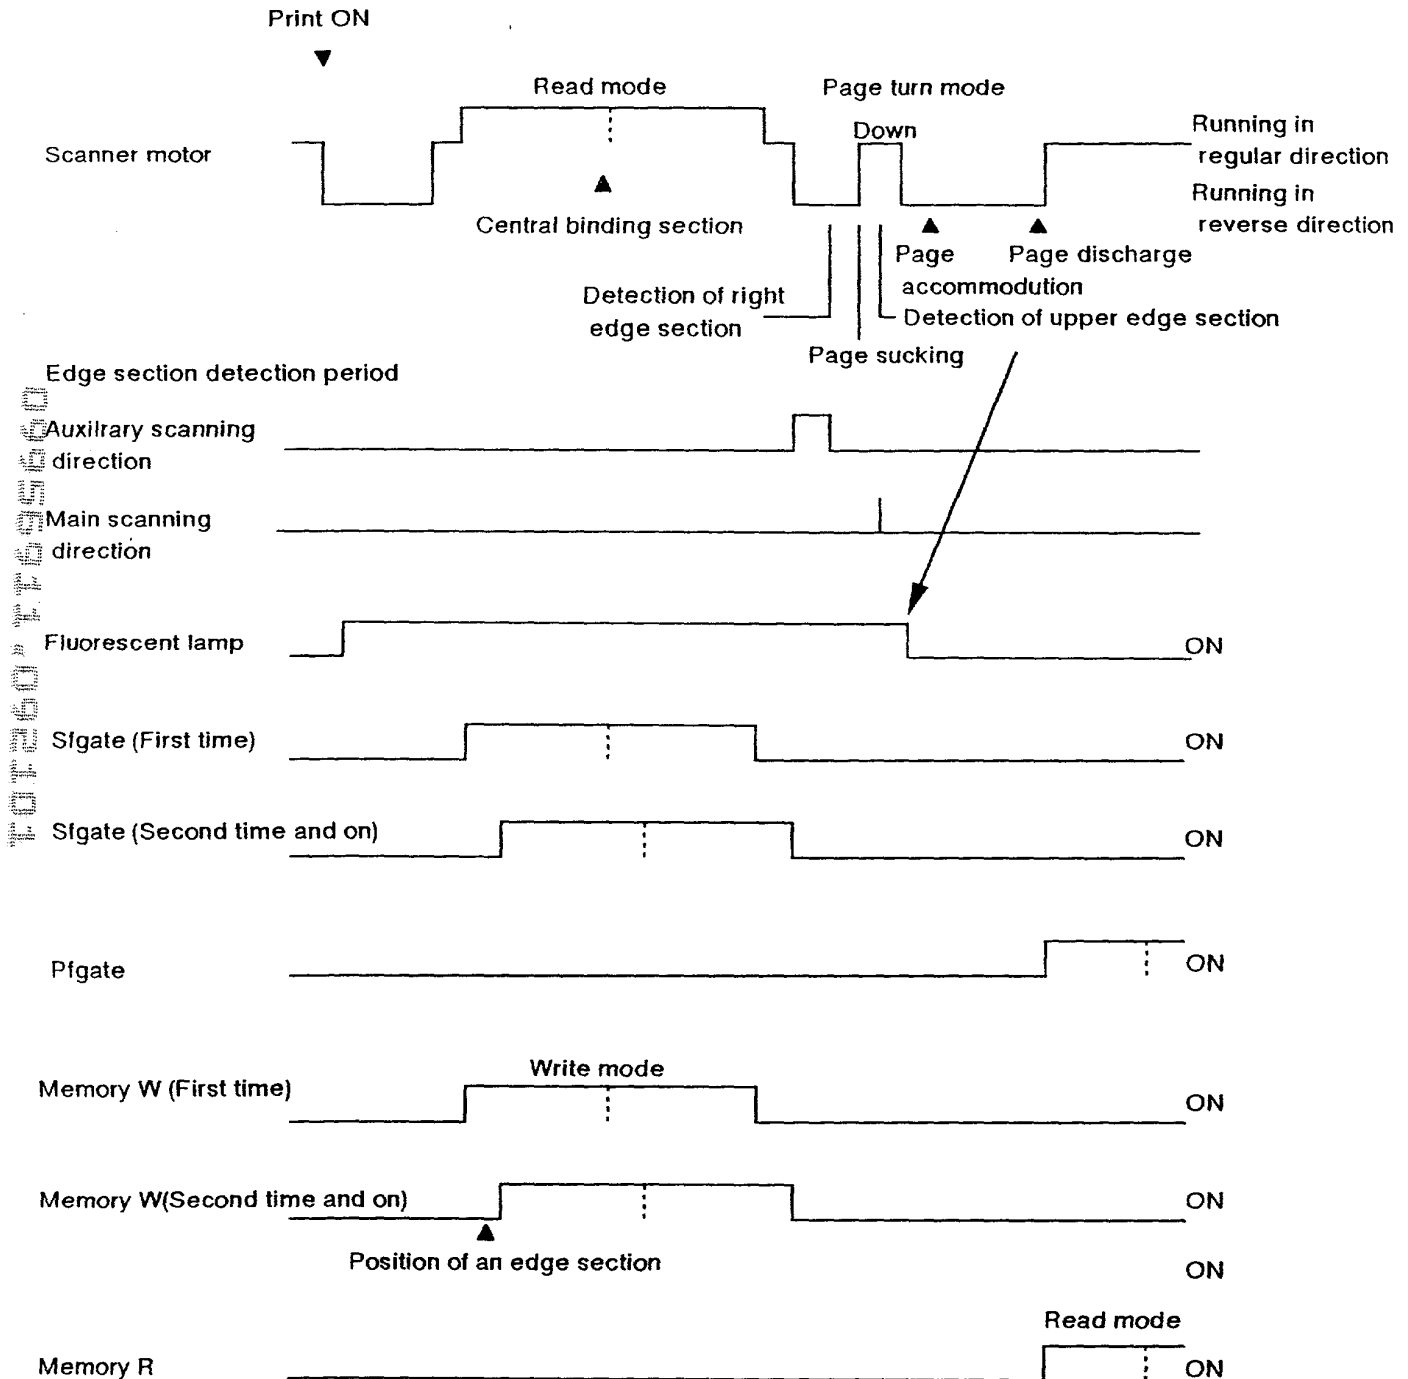 Print ON
Read mode
Page turn mode
Down
Scanner motor
Running in
regular direction
Running in
reverse direction
Central binding section
Page
accommodution
Page discharge
Detection of right
edge section
Detection of upper edge section
Page sucking
Edge section detection period
Auxilrary scanning
direction
Main scanning
direction
Fluorescent lamp
ON
Sfgate (First time)
ON
Sfgate (Second time and on)
ON
Pfgate
ON
Write mode
Memory W (First time)
ON
Memory W(Second time and on)
ON
Position of an edge section
ON
Read mode
Memory R
ON